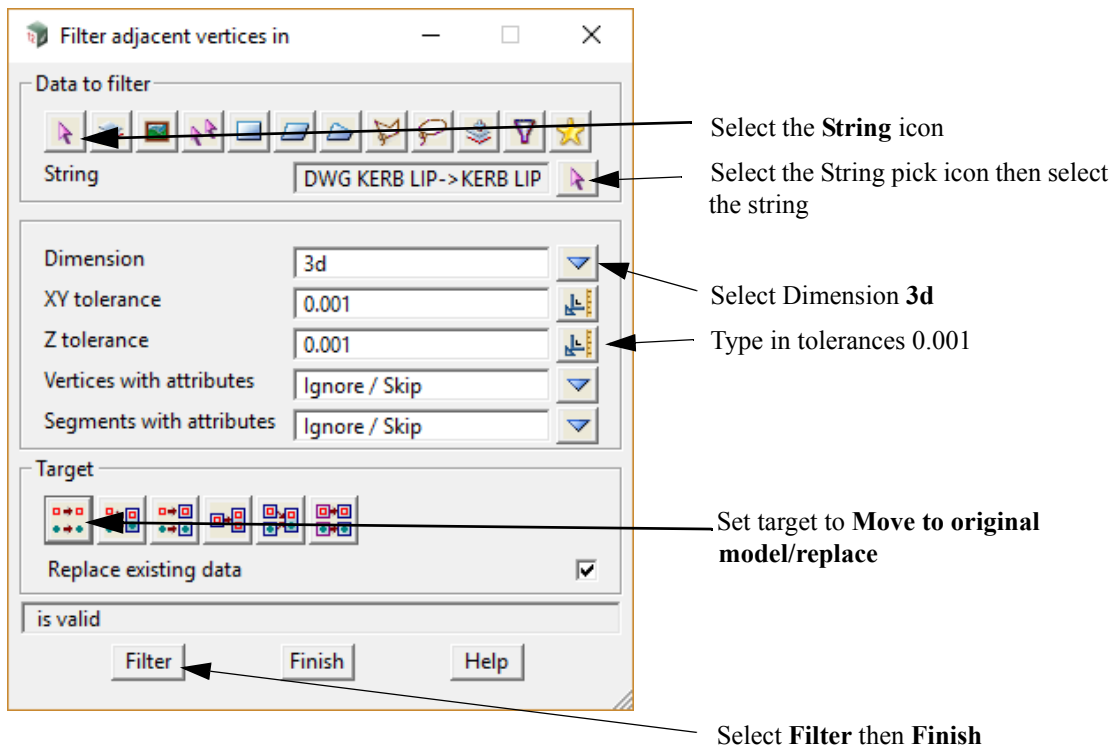 Filter adjacent vertices in
Data to filter
Select the String icon
String
DWG KERB LIP->KERB LIP
Select the String pick icon then select
the string
Dimension
3d
Select Dimension 3d
XY tolerance
0.001
Z tolerance
0.001
Type in tolerances 0.001
Vertices with attributes
Ignore / Skip
Segments with attributes
Ignore / Skip
Target
Set target to Move to original
model/replace
Replace existing data
is valid
Filter
Finish
Help
Select Filter then Finish